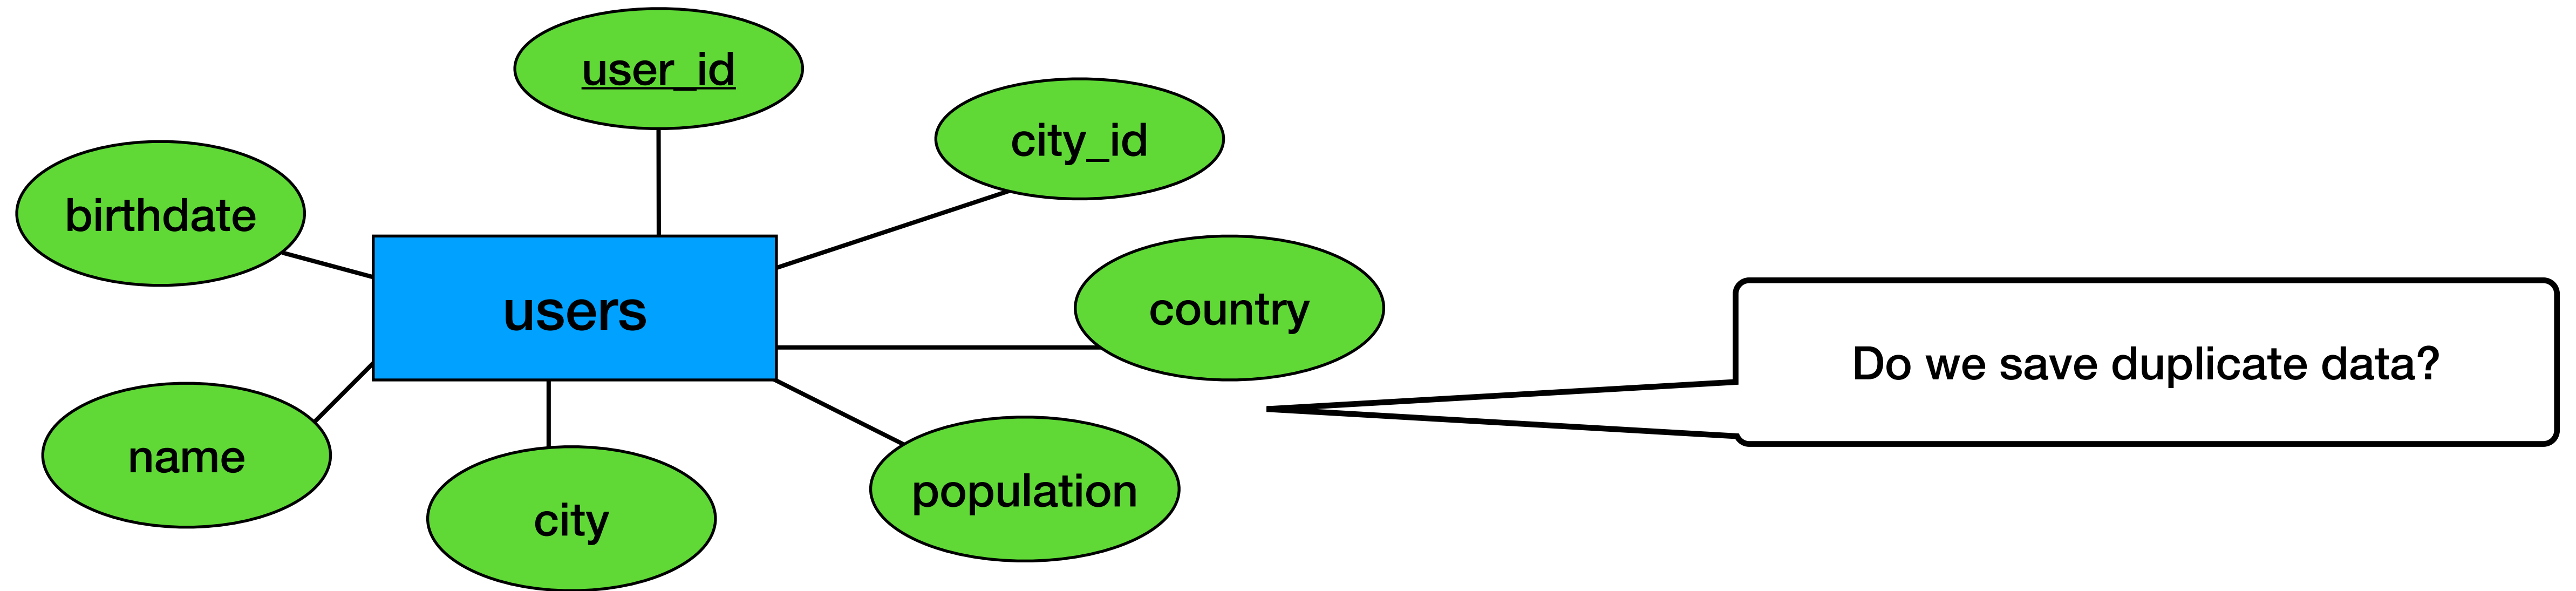 user_id
city_id
birthdate
users
country
Do we save duplicate data?
name
population
city